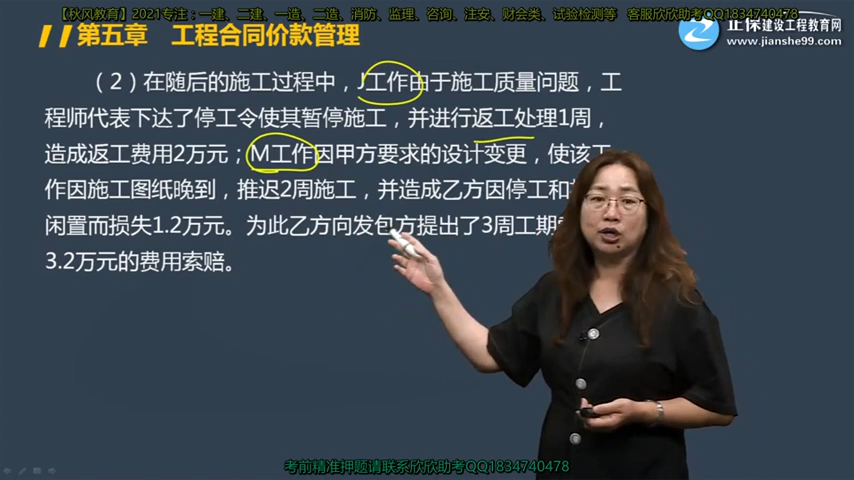 【秋风教育】2021专注：一建、二建、一造、二造、消防、监理、咨询、注安、财会类、试验检测等 客服欣欣助考QQ1834740478
第五章 工程合同价款管理
正保建设工程教育网
www.jianshe99.com
（2）在随后的施工过程中，J工作由于施工质量问题，工
程师代表下达了停工令使其暂停施工，并进行返工处理1周，
造成返工费用2万元；M工作因甲方要求的设计变更，使该工
作因施工图纸晚到，推迟2周施工，并造成乙方因停工和
闲置而损失1.2万元。为此乙方向发包方提出了3周工期
3.2万元的费用索赔。
考前精准押题请联系欣欣助考QQ1834740478